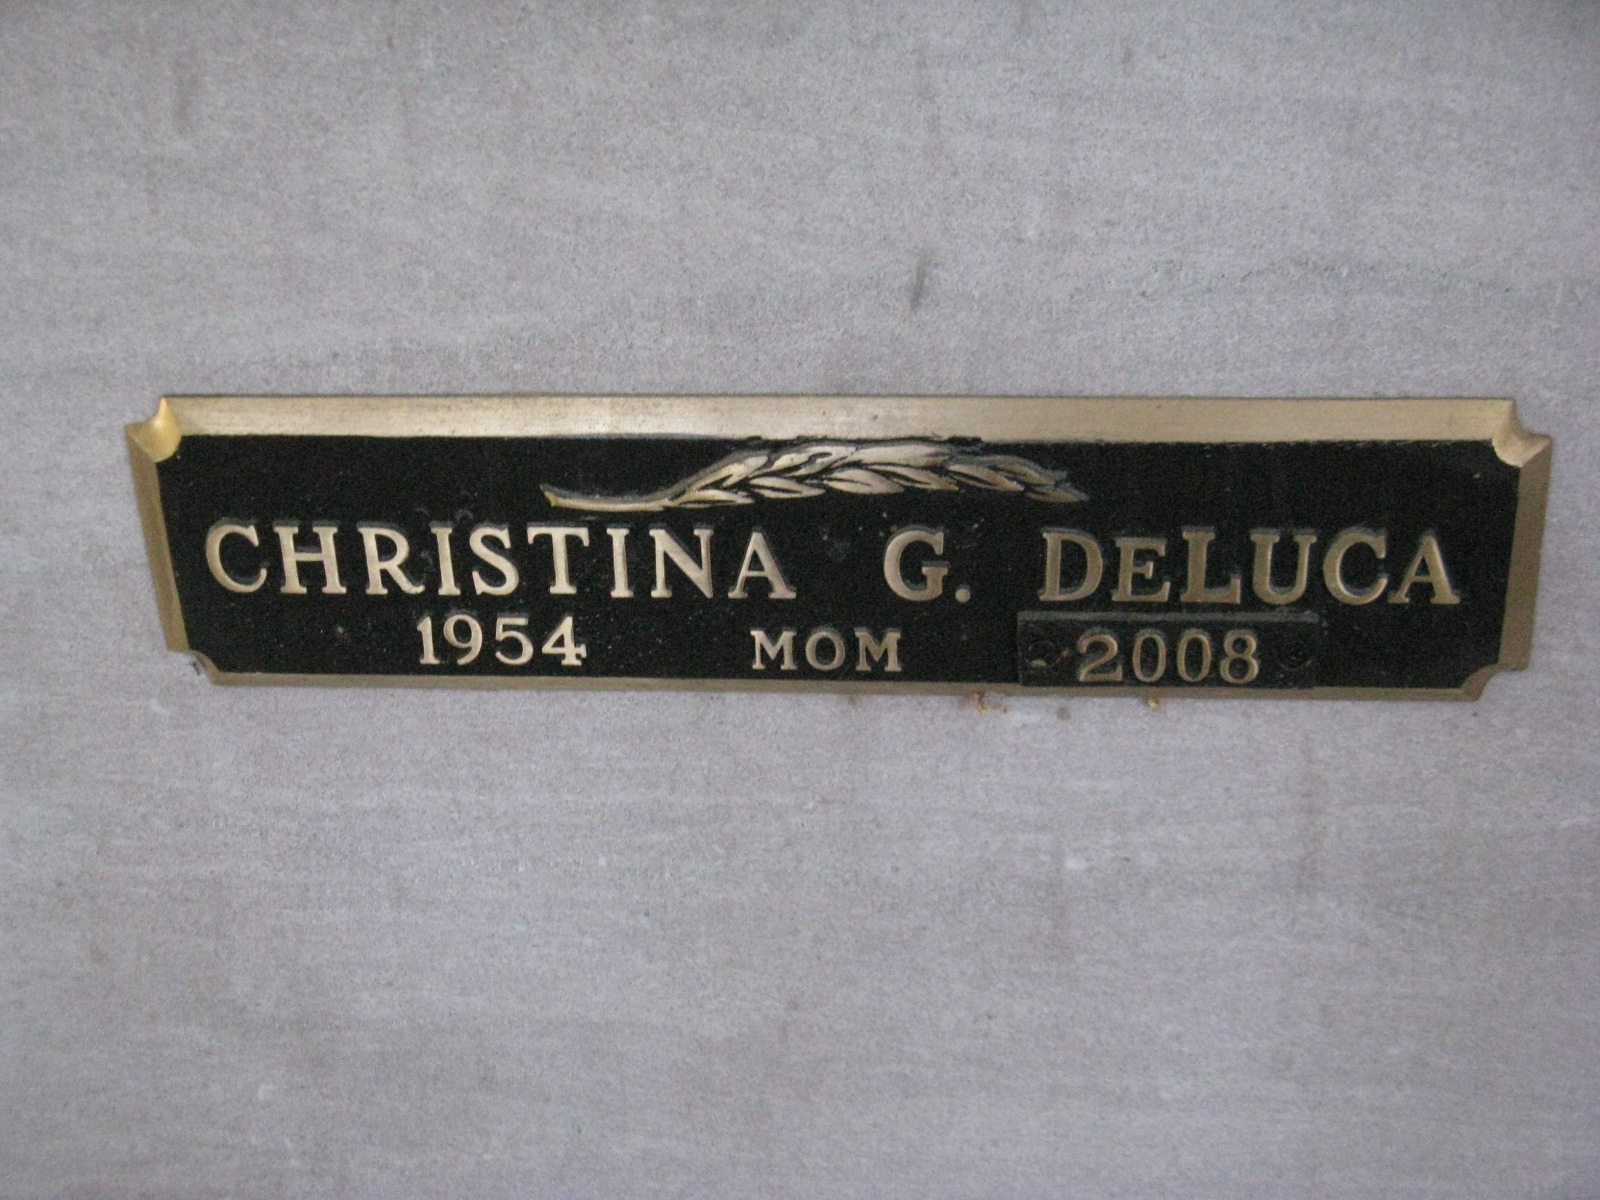 CHRISTINA G. DELUCA
1954 MOM 2008